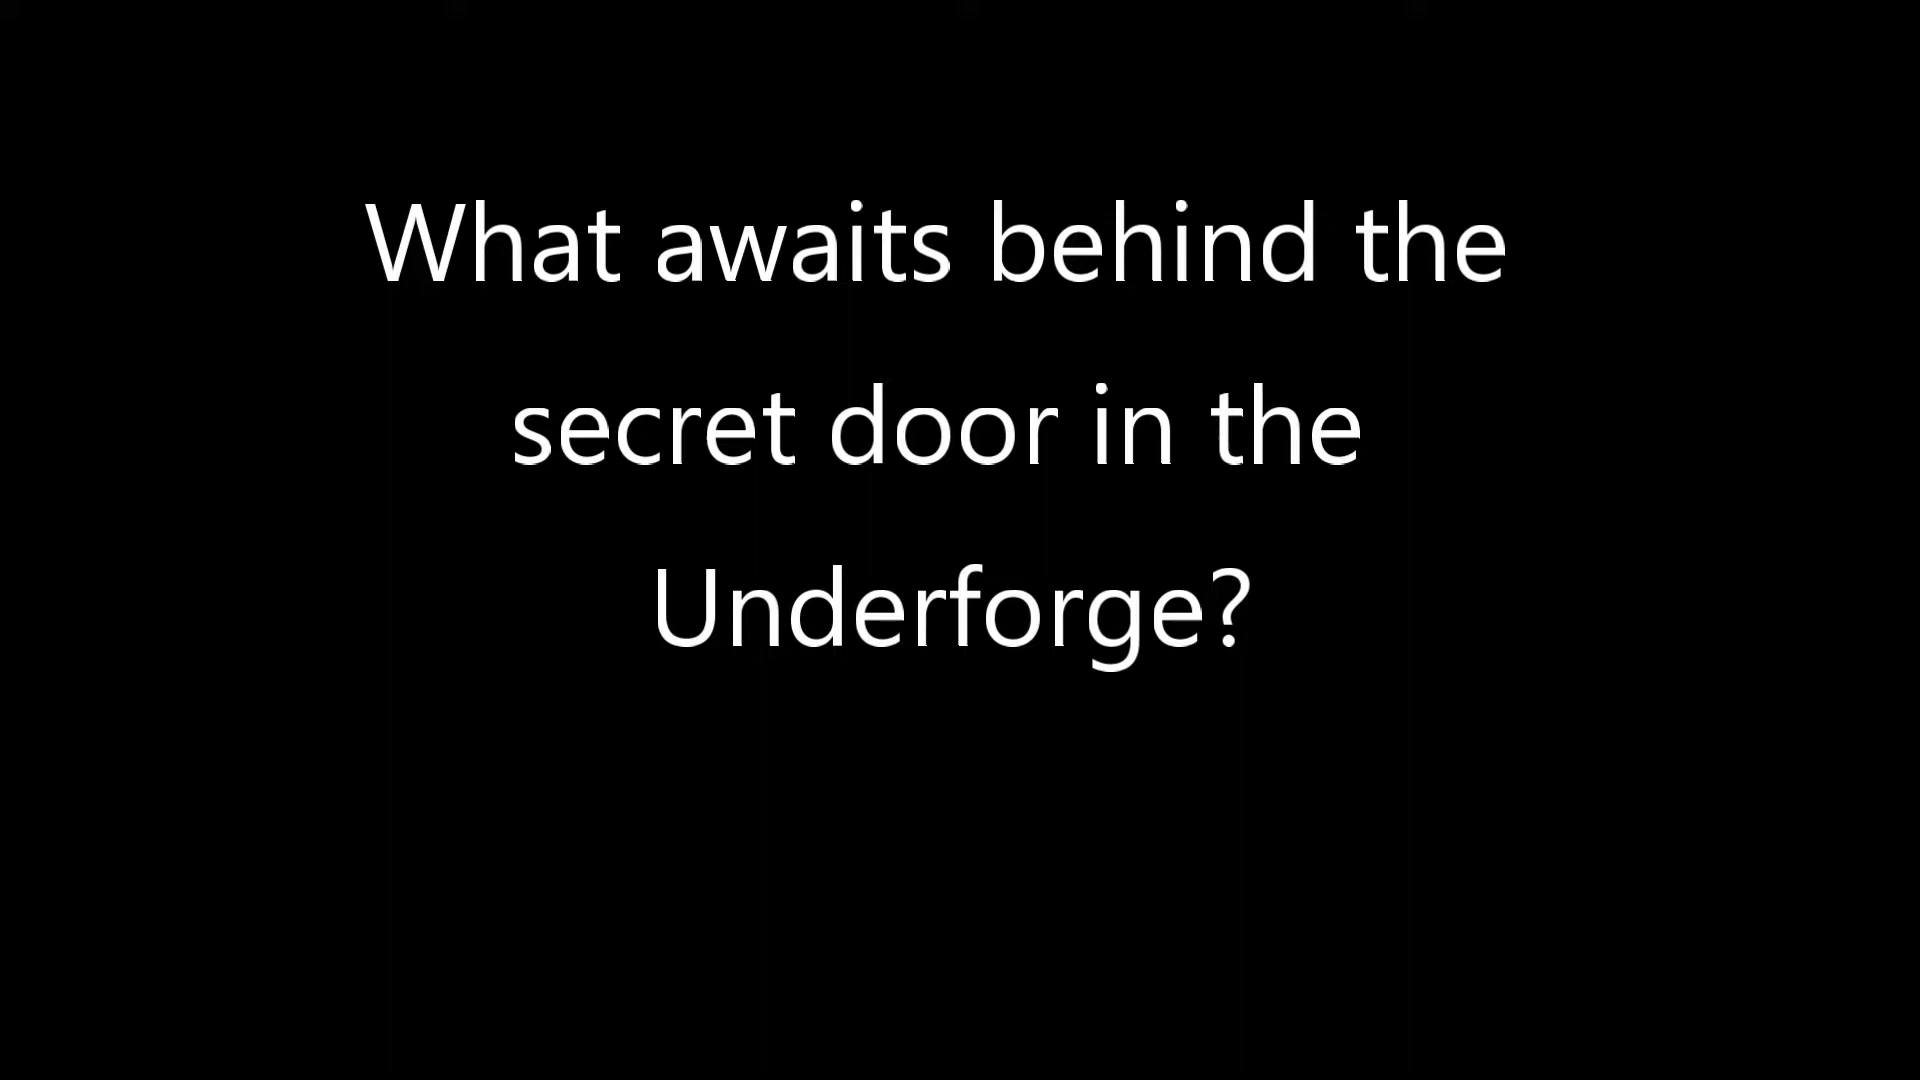 What awaits behind the
secret door in the
Underforge?